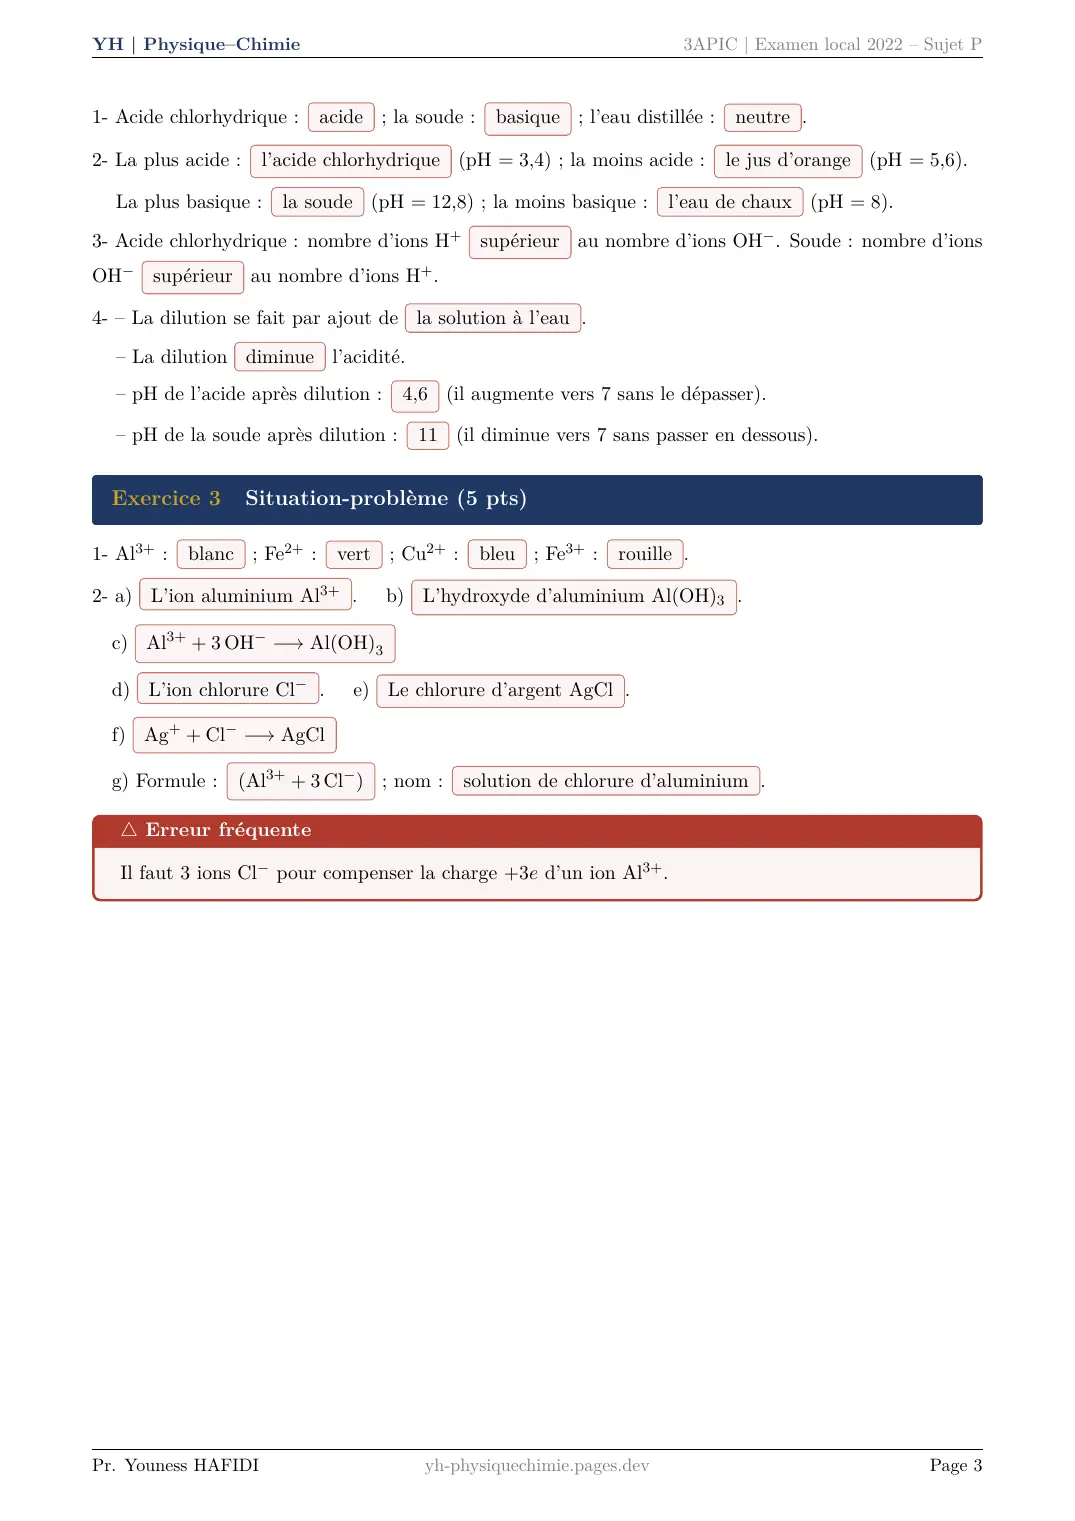 YH | Physique–Chimie
3APIC | Examen local 2022 – Sujet P
1- Acide chlorhydrique : acide ; la soude : basique ; l'eau distillée : neutre.
2- La plus acide : l'acide chlorhydrique (pH = 3,4) ; la moins acide : le jus d'orange (pH = 5,6).
La plus basique : la soude (pH = 12,8) ; la moins basique : l'eau de chaux (pH = 8).
3- Acide chlorhydrique : nombre d'ions H⁺ supérieur au nombre d'ions OH⁻. Soude : nombre d'ions
OH⁻ supérieur au nombre d'ions H⁺.
4- – La dilution se fait par ajout de la solution à l'eau.
– La dilution diminue l'acidité.
– pH de l'acide après dilution : 4,6 (il augmente vers 7 sans le dépasser).
– pH de la soude après dilution : 11 (il diminue vers 7 sans passer en dessous).
Exercice 3 Situation-problème (5 pts)
1- Al³⁺ : blanc ; Fe²⁺ : vert ; Cu²⁺ : bleu ; Fe³⁺ : rouille.
2- a) L'ion aluminium Al³⁺. b) L'hydroxyde d'aluminium Al(OH)₃.
c) Al³⁺ + 3 OH⁻ ⟶ Al(OH)₃
d) L'ion chlorure Cl⁻. e) Le chlorure d'argent AgCl.
f) Ag⁺ + Cl⁻ ⟶ AgCl
g) Formule : (Al³⁺ + 3 Cl⁻) ; nom : solution de chlorure d'aluminium.
△ Erreur fréquente
Il faut 3 ions Cl⁻ pour compenser la charge +3e d'un ion Al³⁺.
Pr. Youness HAFIDI
yh-physiquechimie.pages.dev
Page 3